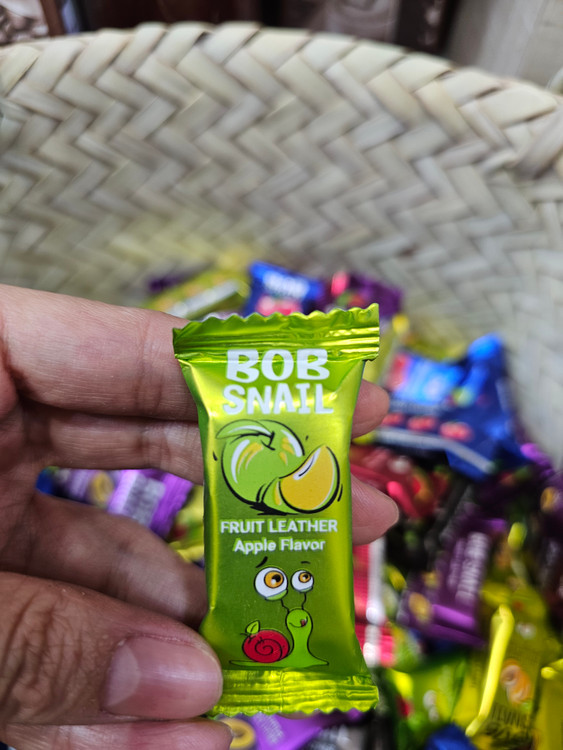 BOB
SNAIL
FRUIT LEATHER
Apple Flavor